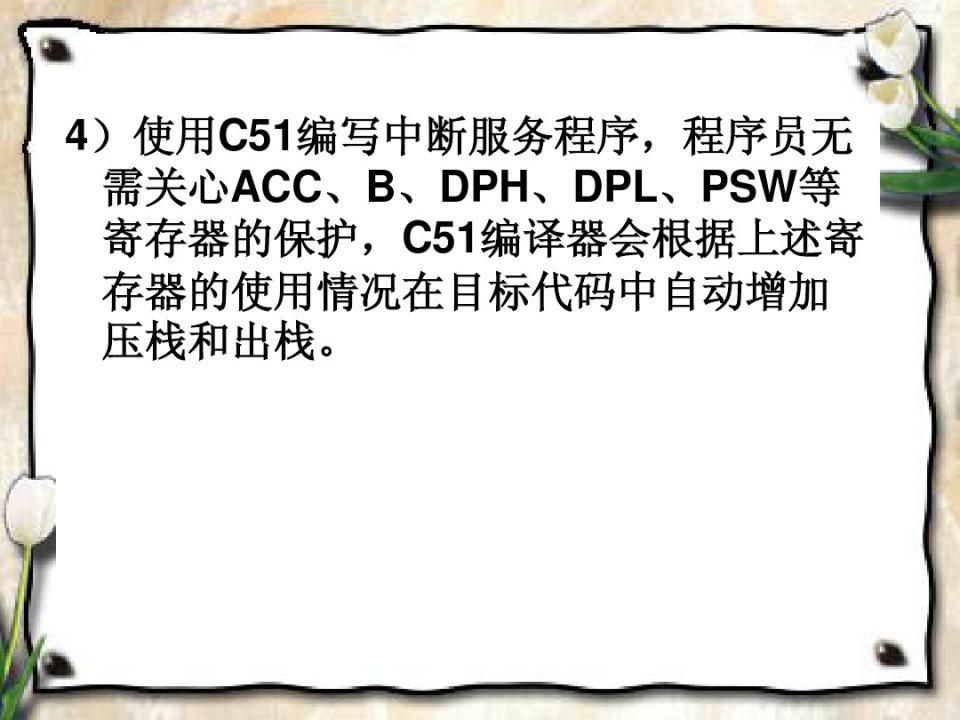 4）使用C51编写中断服务程序，程序员无
需关心ACC、B、DPH、DPL、PSW等
寄存器的保护，C51编译器会根据上述寄
存器的使用情况在目标代码中自动增加
压栈和出栈。